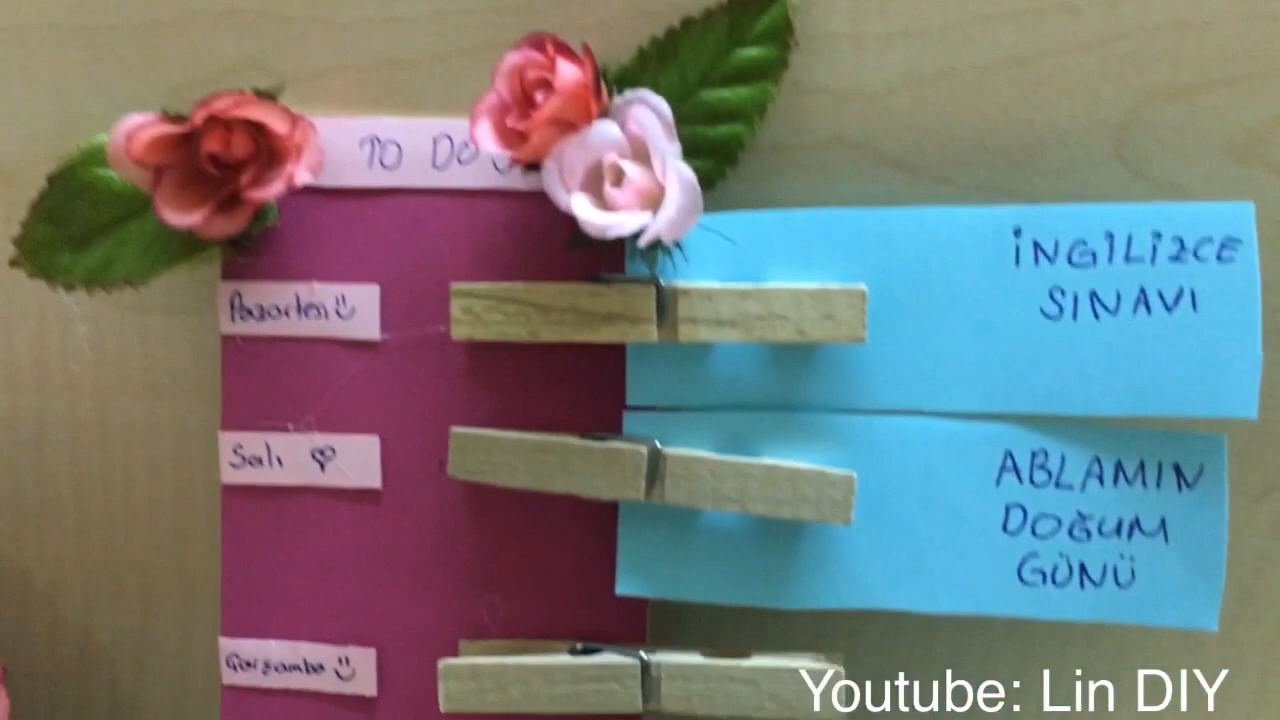 TO DO
Pazartesi
İNGİLİZCE
SINAVI
Salı
ABLAMIN
DOĞUM
GÜNÜ
Çarşamba
Youtube: Lin DIY